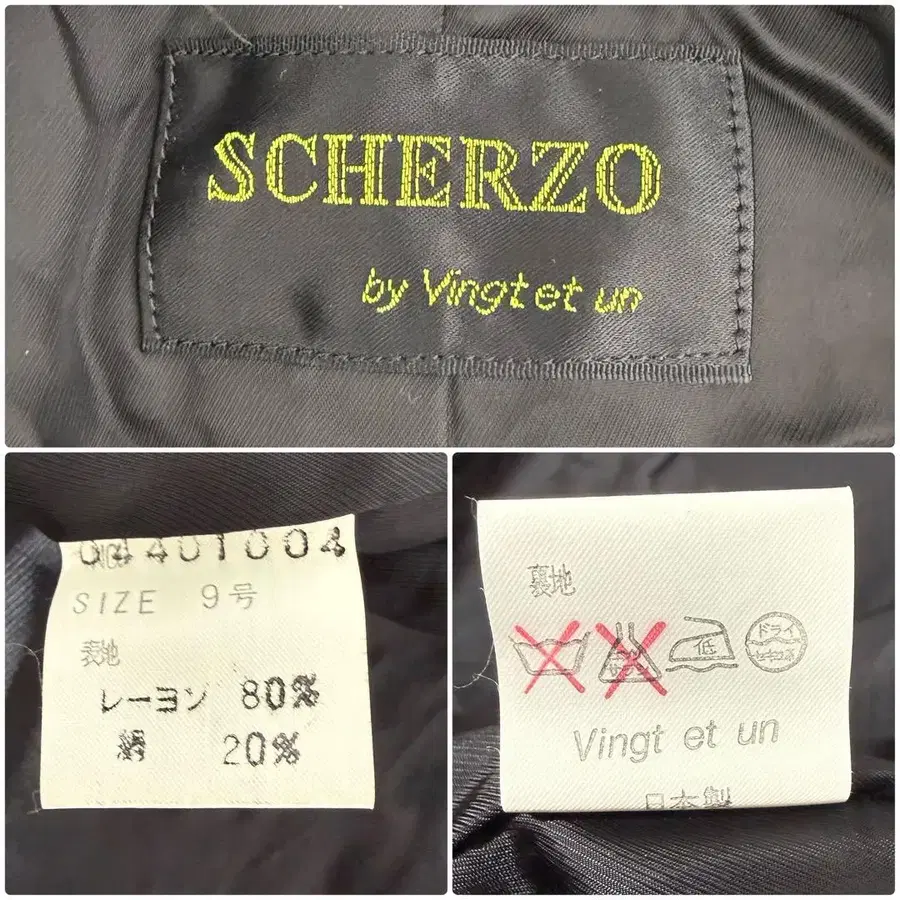 SCHERZO
by Vingt et un
SIZE 9号
表地
レーヨン 80%
20%
裏地
低
ドライ
Vingt et un
日本製